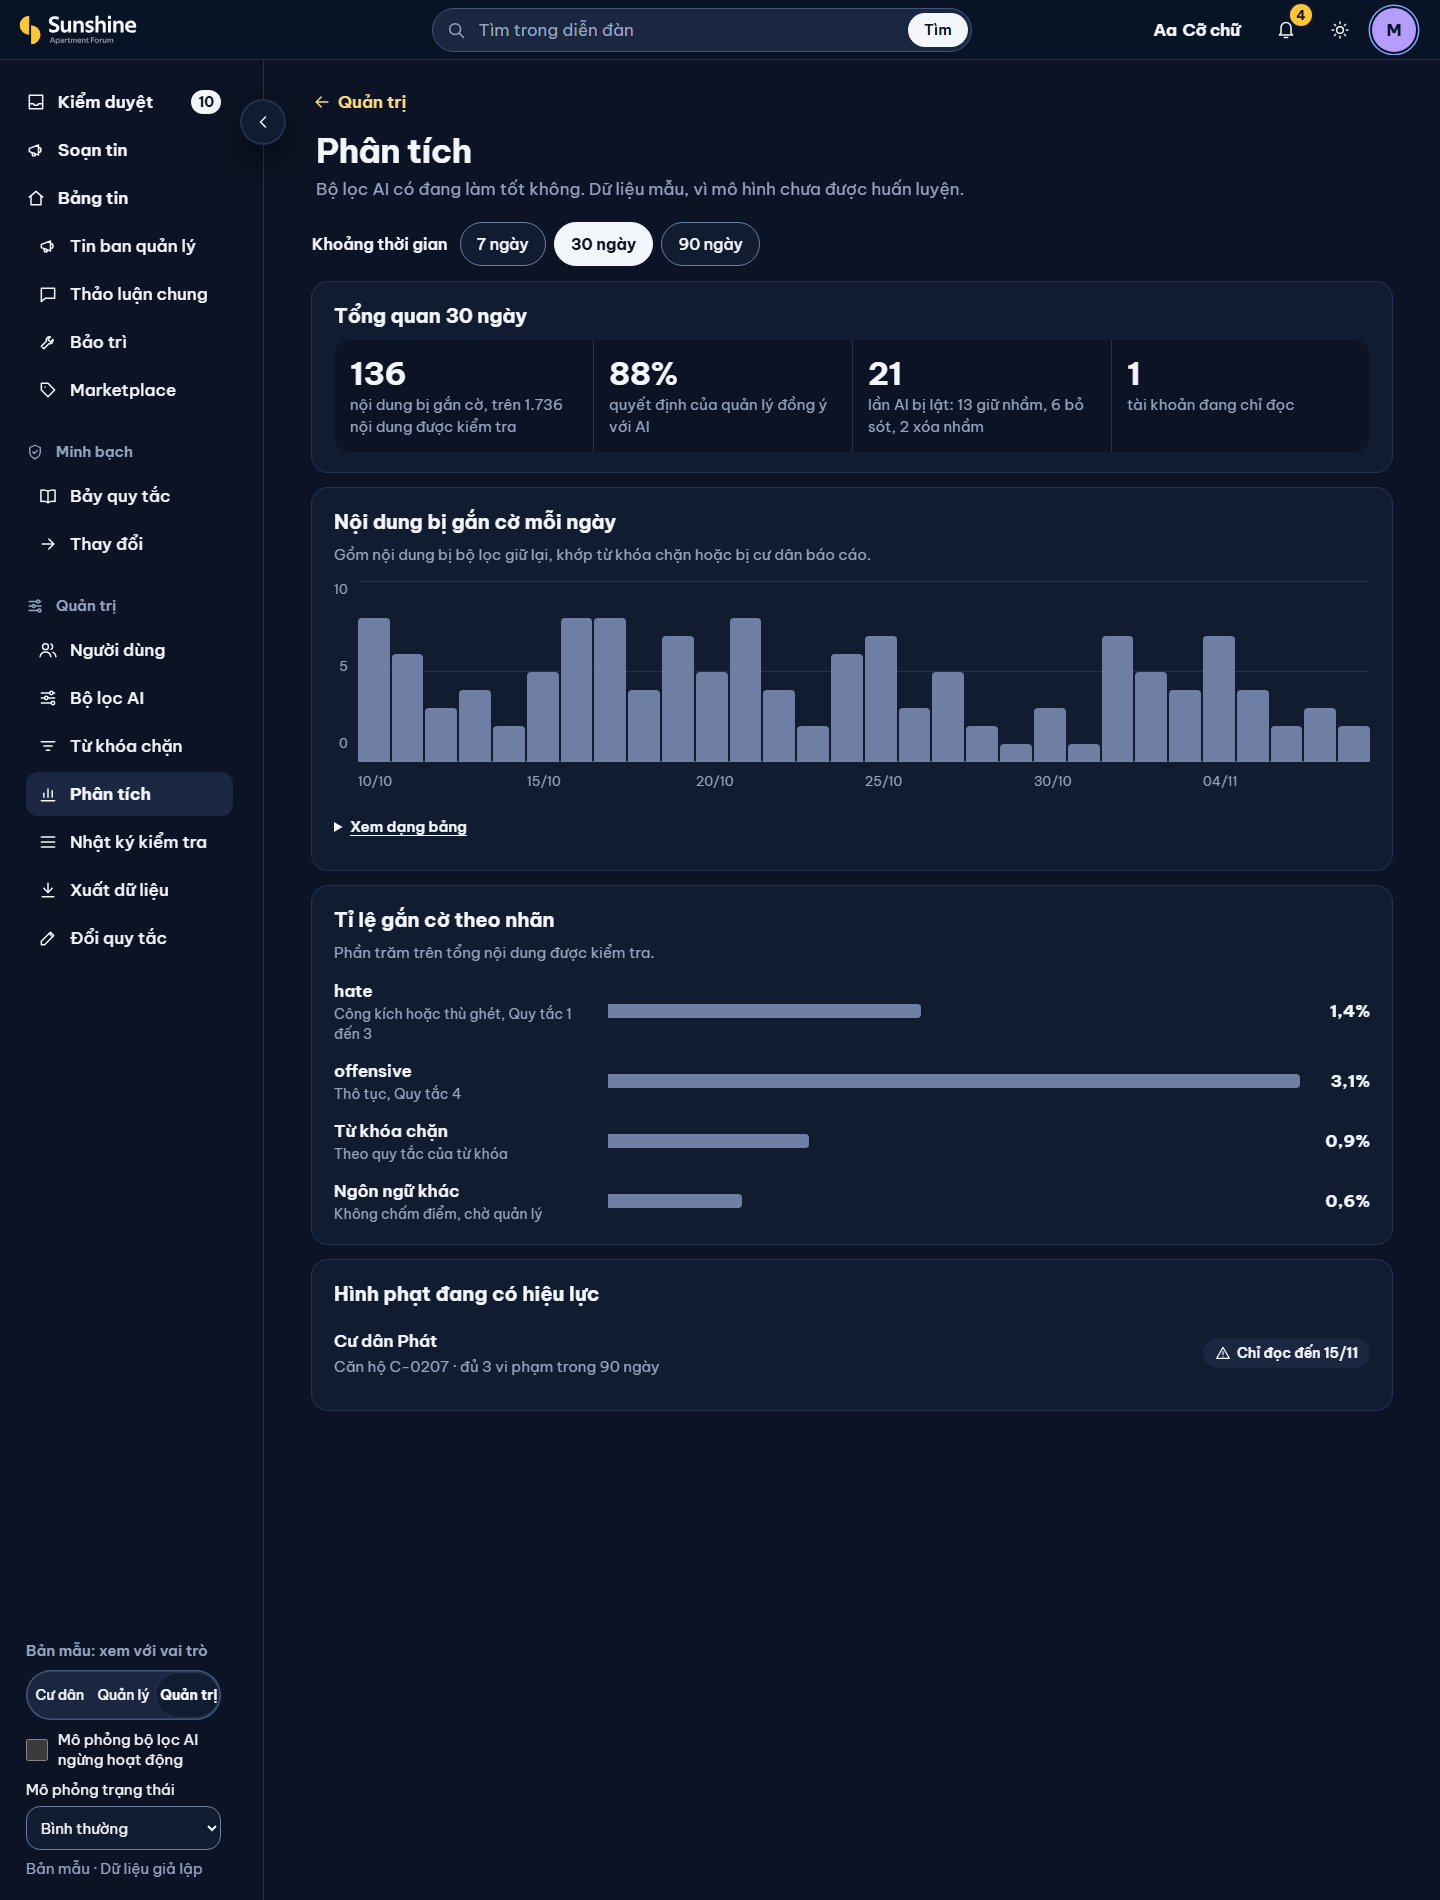 Sunshine
Apartment Forum
Tìm trong diễn đàn
Tìm
Aa Cỡ chữ
4
M
Kiểm duyệt
10
Soạn tin
Bảng tin
Tin ban quản lý
Thảo luận chung
Bảo trì
Marketplace
Minh bạch
Bảy quy tắc
Thay đổi
Quản trị
Người dùng
Bộ lọc AI
Từ khóa chặn
Phân tích
Nhật ký kiểm tra
Xuất dữ liệu
Đổi quy tắc
Bản mẫu: xem với vai trò
Cư dân
Quản lý
Quản trị
Mô phỏng bộ lọc AI
ngừng hoạt động
Mô phỏng trạng thái
Bình thường
Bản mẫu · Dữ liệu giả lập
← Quản trị
Phân tích
Bộ lọc AI có đang làm tốt không. Dữ liệu mẫu, vì mô hình chưa được huấn luyện.
Khoảng thời gian
7 ngày
30 ngày
90 ngày
Tổng quan 30 ngày
136
nội dung bị gắn cờ, trên 1.736
nội dung được kiểm tra
88%
quyết định của quản lý đồng ý
với AI
21
lần AI bị lật: 13 giữ nhầm, 6 bỏ
sót, 2 xóa nhầm
1
tài khoản đang chỉ đọc
Nội dung bị gắn cờ mỗi ngày
Gồm nội dung bị bộ lọc giữ lại, khớp từ khóa chặn hoặc bị cư dân báo cáo.
10
5
0
10/10
15/10
20/10
25/10
30/10
04/11
Xem dạng bảng
Tỉ lệ gắn cờ theo nhãn
Phần trăm trên tổng nội dung được kiểm tra.
hate
Công kích hoặc thù ghét, Quy tắc 1
đến 3
1,4%
offensive
Thô tục, Quy tắc 4
3,1%
Từ khóa chặn
Theo quy tắc của từ khóa
0,9%
Ngôn ngữ khác
Không chấm điểm, chờ quản lý
0,6%
Hình phạt đang có hiệu lực
Cư dân Phát
Căn hộ C-0207 · đủ 3 vi phạm trong 90 ngày
Chỉ đọc đến 15/11